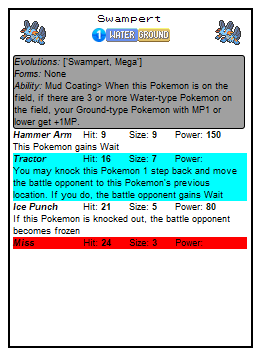 Swampert
1 WATER GROUND
Evolutions: ['Swampert, Mega']
Forms: None
Ability: Mud Coating> When this Pokemon is on the
field, if there are 3 or more Water-type Pokemon on
the field, your Ground-type Pokemon with MP1 or
lower get +1MP.
Hammer Arm Hit: 9 Size: 9 Power: 150
This Pokemon gains Wait
Tractor Hit: 16 Size: 7 Power:
You may knock this Pokemon 1 step back and move
the battle opponent to this Pokemon's previous
location. If you do, the battle opponent gains Wait
Ice Punch Hit: 21 Size: 5 Power: 80
If this Pokemon is knocked out, the battle opponent
becomes frozen
Miss Hit: 24 Size: 3 Power: